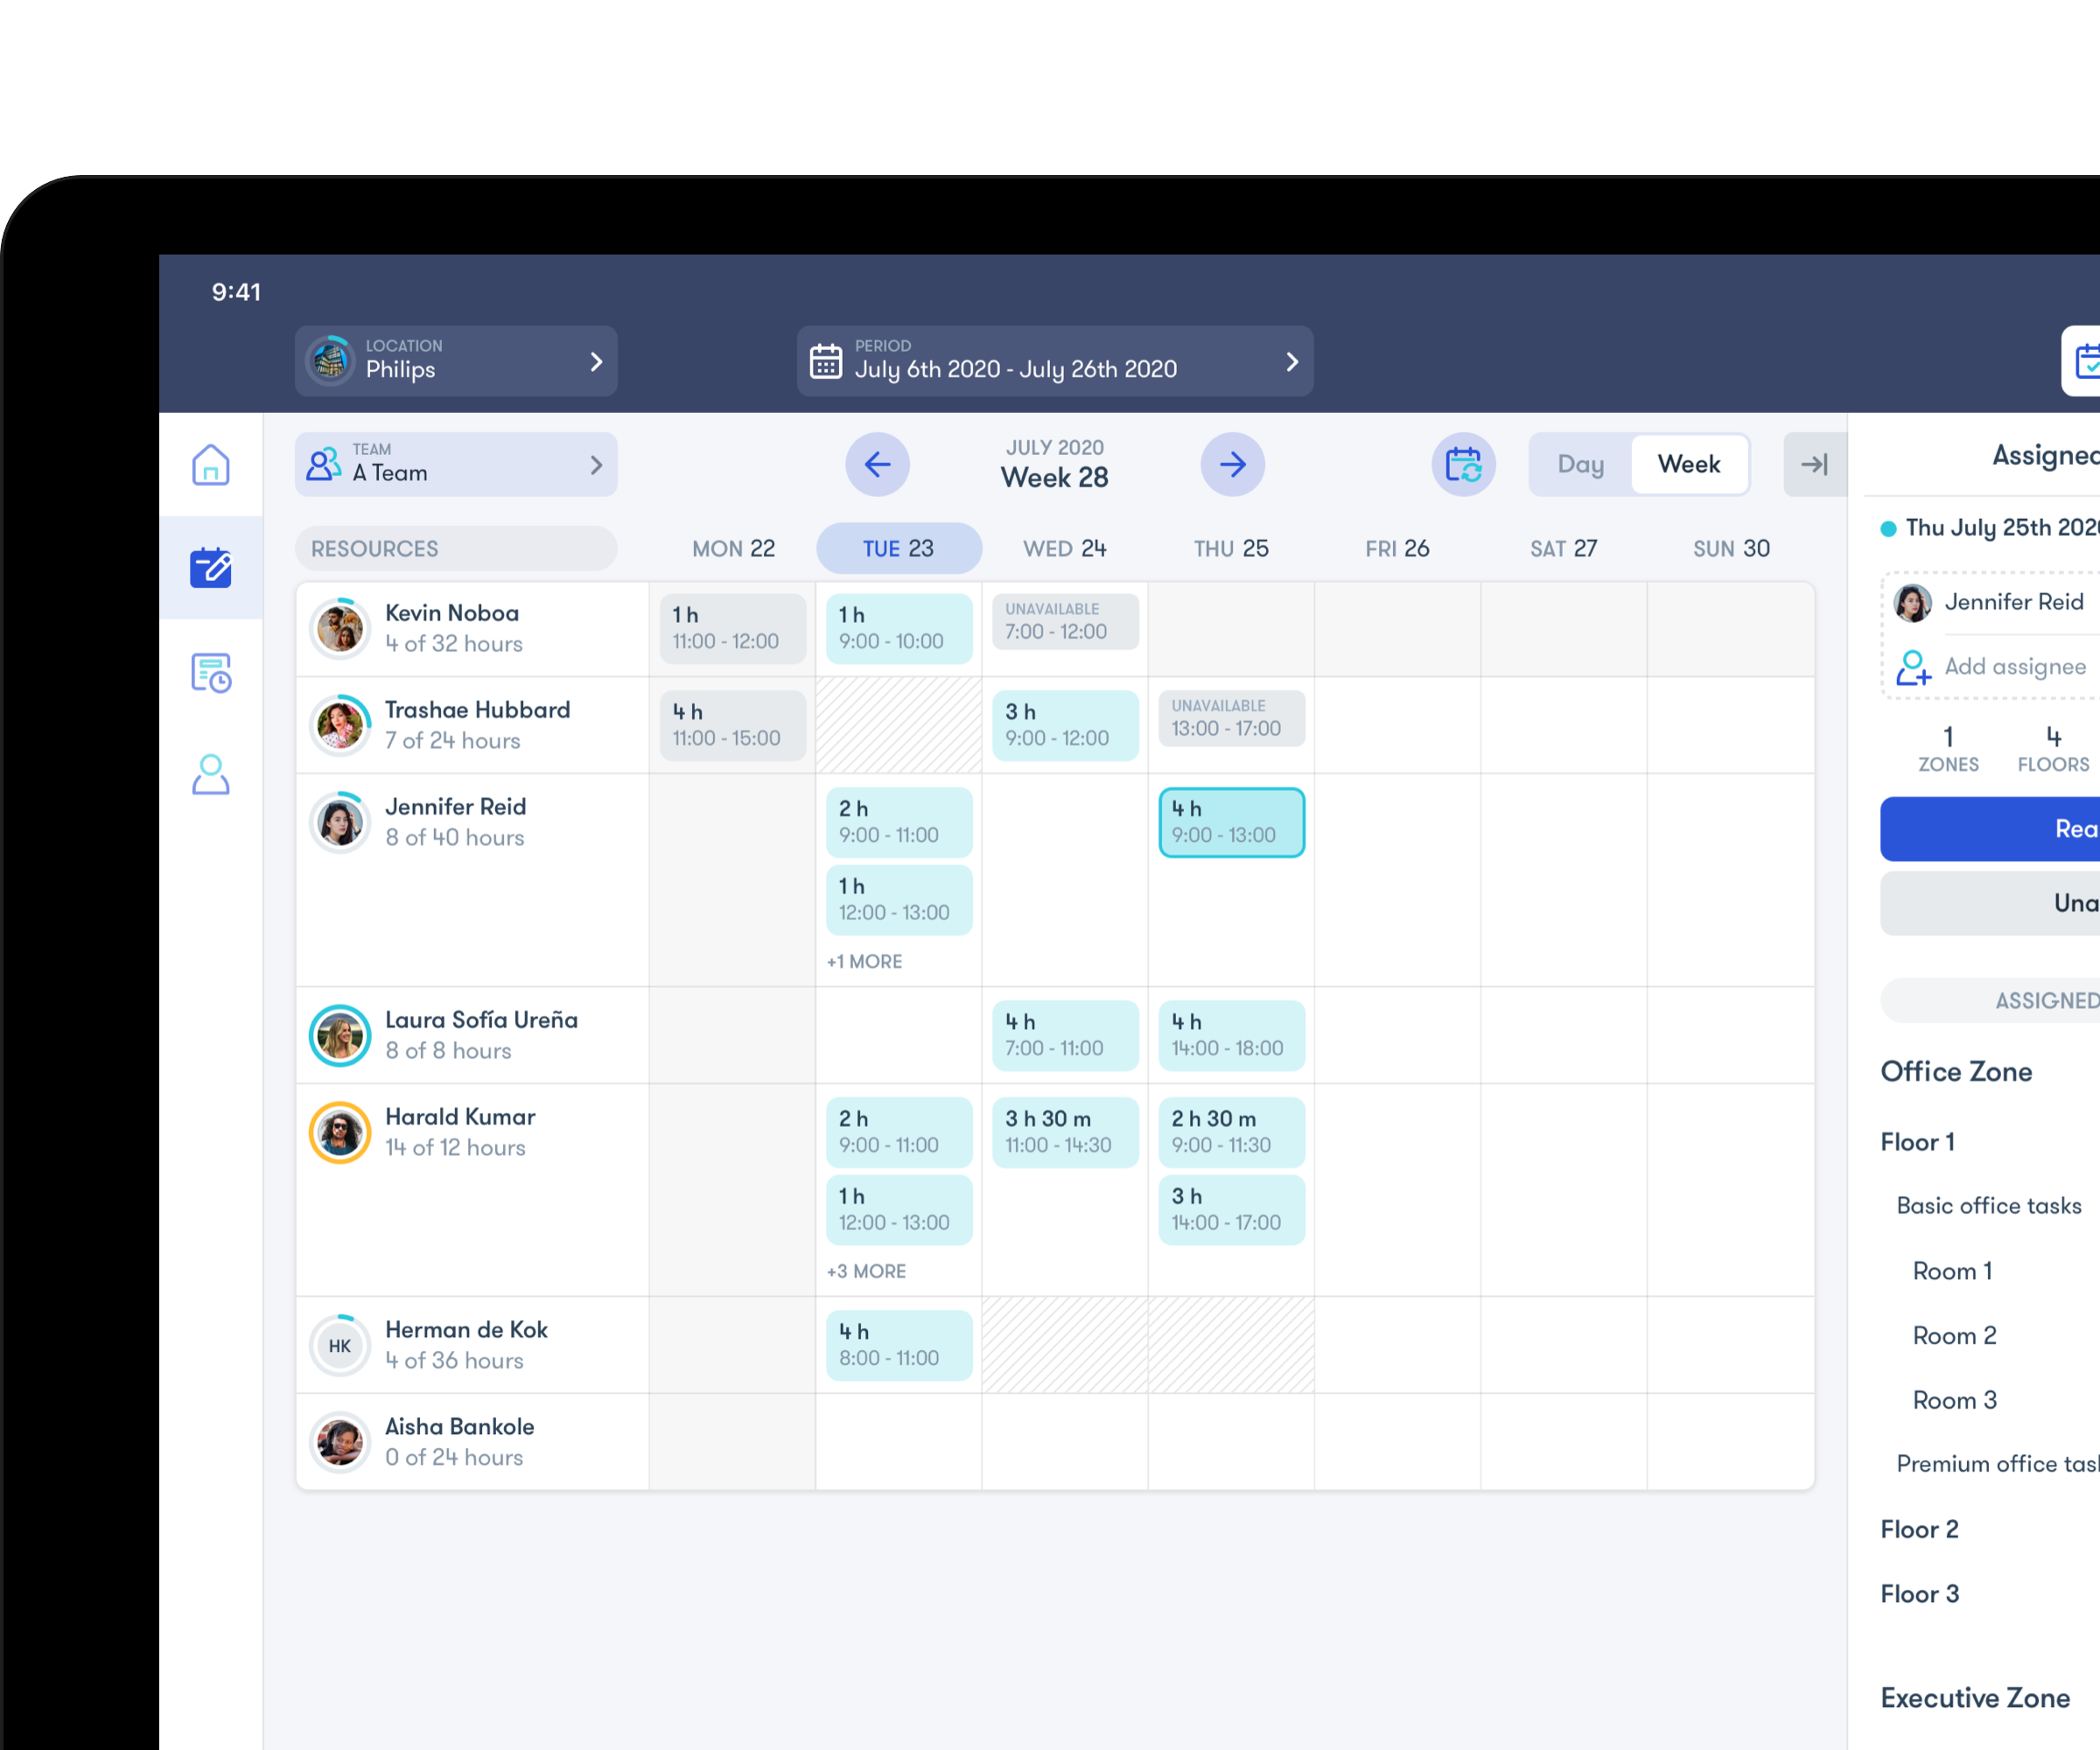 9:41
LOCATION
Philips
PERIOD
July 6th 2020 - July 26th 2020
TEAM
A Team
JULY 2020
Week 28
Day
Week
RESOURCES
MON 22
TUE 23
WED 24
THU 25
FRI 26
SAT 27
SUN 30
Kevin Noboa
4 of 32 hours
1 h
11:00 - 12:00
1 h
9:00 - 10:00
UNAVAILABLE
7:00 - 12:00
Trashae Hubbard
7 of 24 hours
4 h
11:00 - 15:00
3 h
9:00 - 12:00
UNAVAILABLE
13:00 - 17:00
Jennifer Reid
8 of 40 hours
2 h
9:00 - 11:00
1 h
12:00 - 13:00
+1 MORE
4 h
9:00 - 13:00
Laura Sofía Ureña
8 of 8 hours
4 h
7:00 - 11:00
4 h
14:00 - 18:00
Harald Kumar
14 of 12 hours
2 h
9:00 - 11:00
1 h
12:00 - 13:00
+3 MORE
3 h 30 m
11:00 - 14:30
2 h 30 m
9:00 - 11:30
3 h
14:00 - 17:00
HK
Herman de Kok
4 of 36 hours
4 h
8:00 - 11:00
Aisha Bankole
0 of 24 hours
Assigned
Thu July 25th 2020
Jennifer Reid
Add assignee
1
ZONES
4
FLOORS
Rea
Una
ASSIGNED
Office Zone
Floor 1
Basic office tasks
Room 1
Room 2
Room 3
Premium office tas
Floor 2
Floor 3
Executive Zone